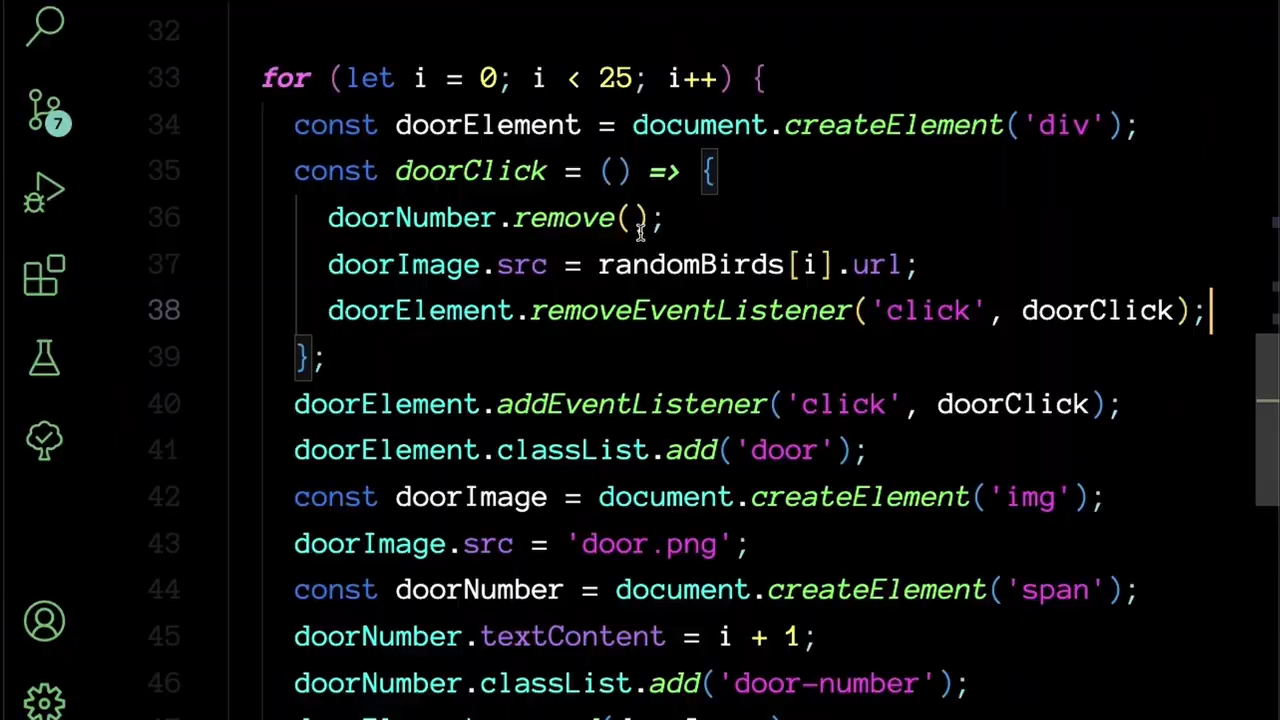 32
33 for (let i = 0; i < 25; i++) {
34 const doorElement = document.createElement('div');
35 const doorClick = () => {
36 doorNumber.remove();
37 doorImage.src = randomBirds[i].url;
38 doorElement.removeEventListener('click', doorClick);
39 };
40 doorElement.addEventListener('click', doorClick);
41 doorElement.classList.add('door');
42 const doorImage = document.createElement('img');
43 doorImage.src = 'door.png';
44 const doorNumber = document.createElement('span');
45 doorNumber.textContent = i + 1;
46 doorNumber.classList.add('door-number');
7